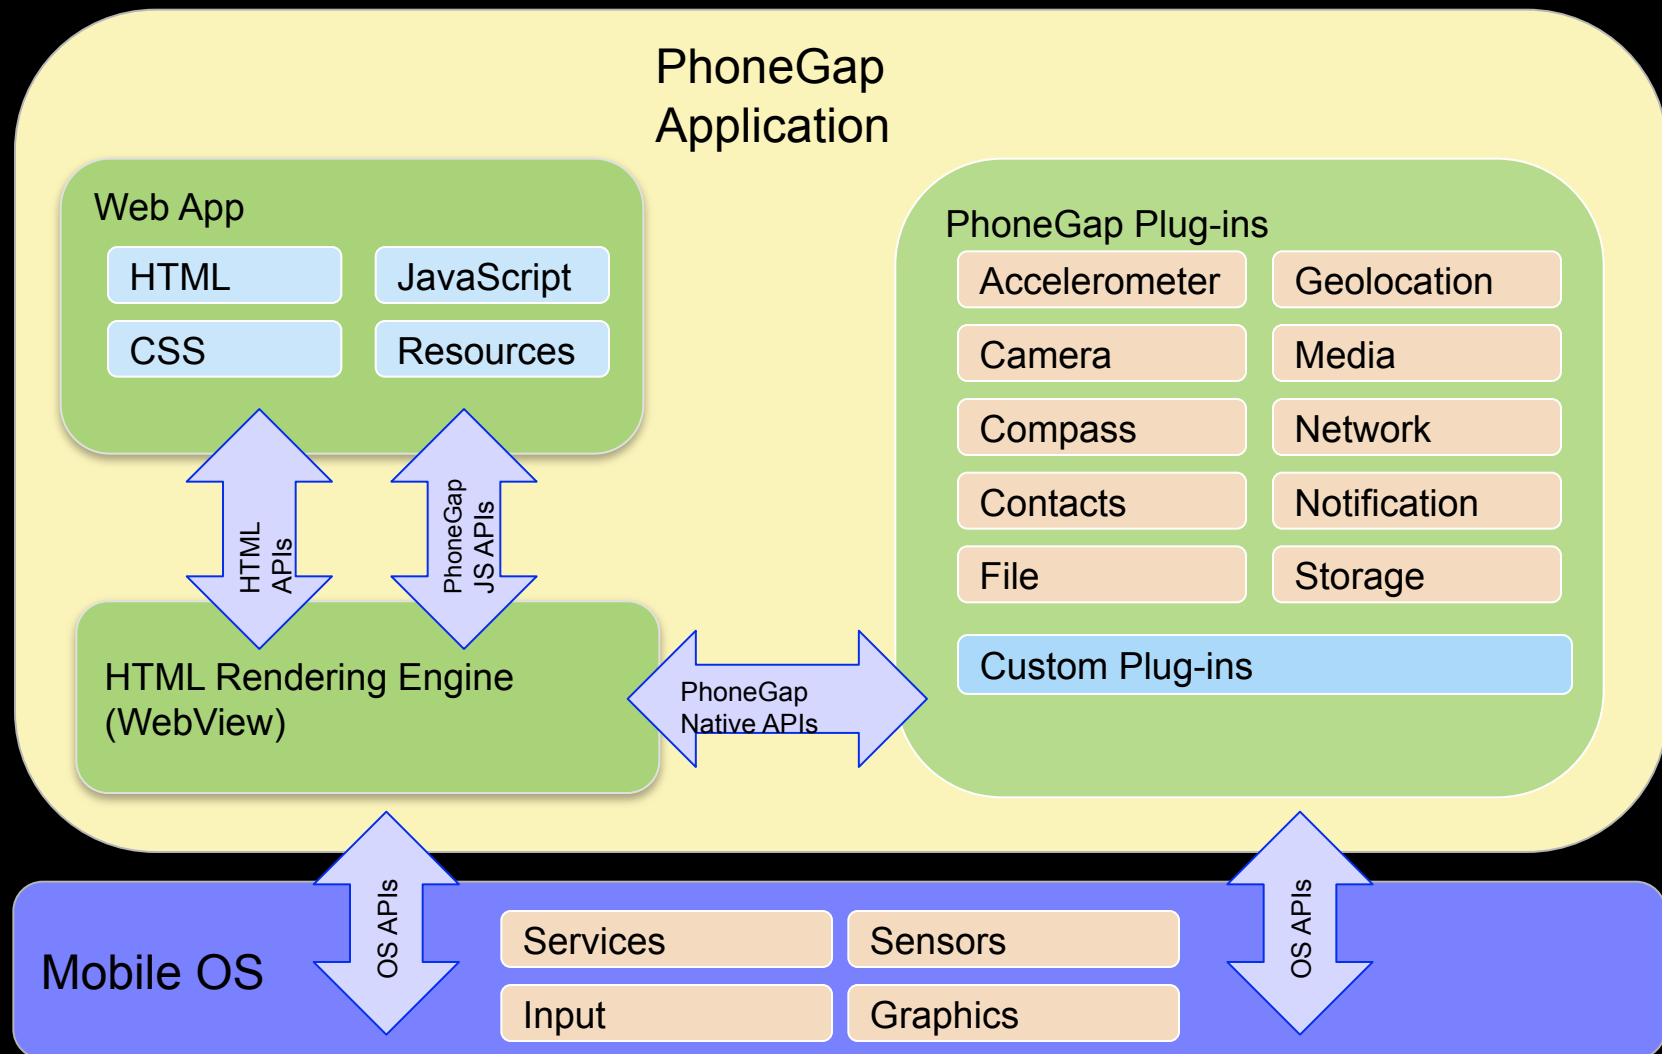 PhoneGap
Application
Web App
HTML
JavaScript
CSS
Resources
HTML
APIs
PhoneGap
JS APIs
HTML Rendering Engine
(WebView)
PhoneGap
Native APIs
PhoneGap Plug-ins
Accelerometer
Geolocation
Camera
Media
Compass
Network
Contacts
Notification
File
Storage
Custom Plug-ins
OS APIs
OS APIs
Mobile OS
Services
Sensors
Input
Graphics